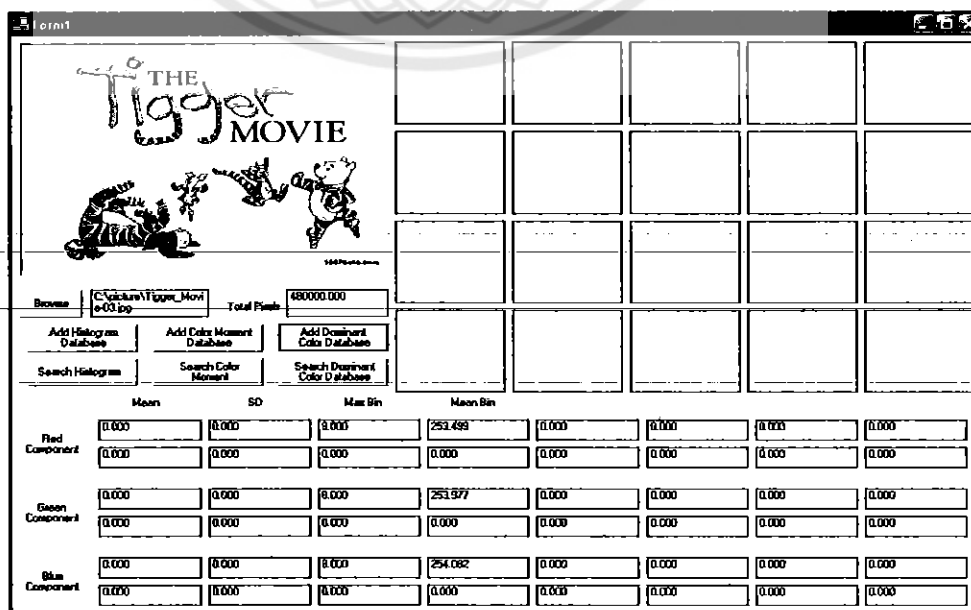 Form1
THE
Tigger
MOVIE
Browse
C:\picture\Tigger_Movi
e-03.jpg
Total Pixels
480000.000
Add Histogram
Database
Add Color Moment
Database
Add Dominant
Color Database
Search Histogram
Search Color
Moment
Search Dominant
Color Database
Mean SD Max Bin Mean Bin
Red
Component
0.000 0.000 8.000 253.499 0.000 0.000 0.000 0.000
0.000 0.000 0.000 0.000 0.000 0.000 0.000 0.000
Green
Component
0.000 0.000 8.000 253.977 0.000 0.000 0.000 0.000
0.000 0.000 0.000 0.000 0.000 0.000 0.000 0.000
Blue
Component
0.000 0.000 8.000 254.082 0.000 0.000 0.000 0.000
0.000 0.000 0.000 0.000 0.000 0.000 0.000 0.000